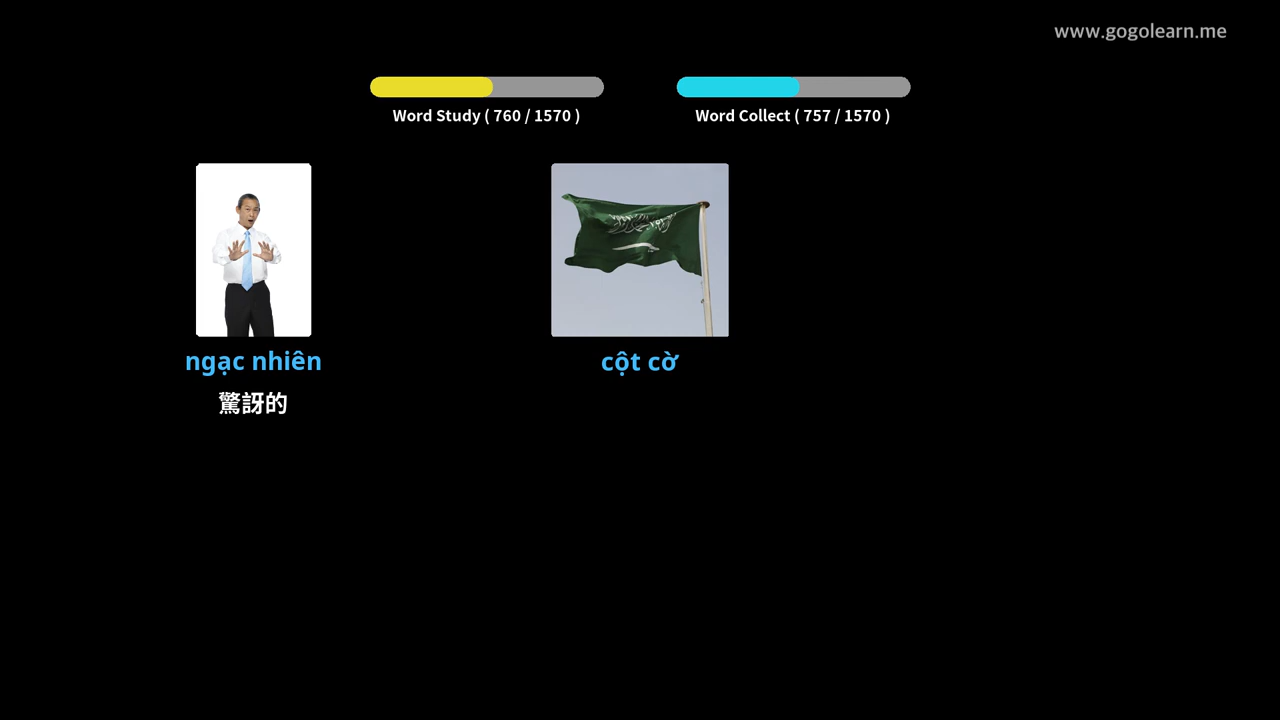 www.gogolearn.me
Word Study ( 760 / 1570 )
Word Collect ( 757 / 1570 )
ngạc nhiên
cột cờ
驚訝的